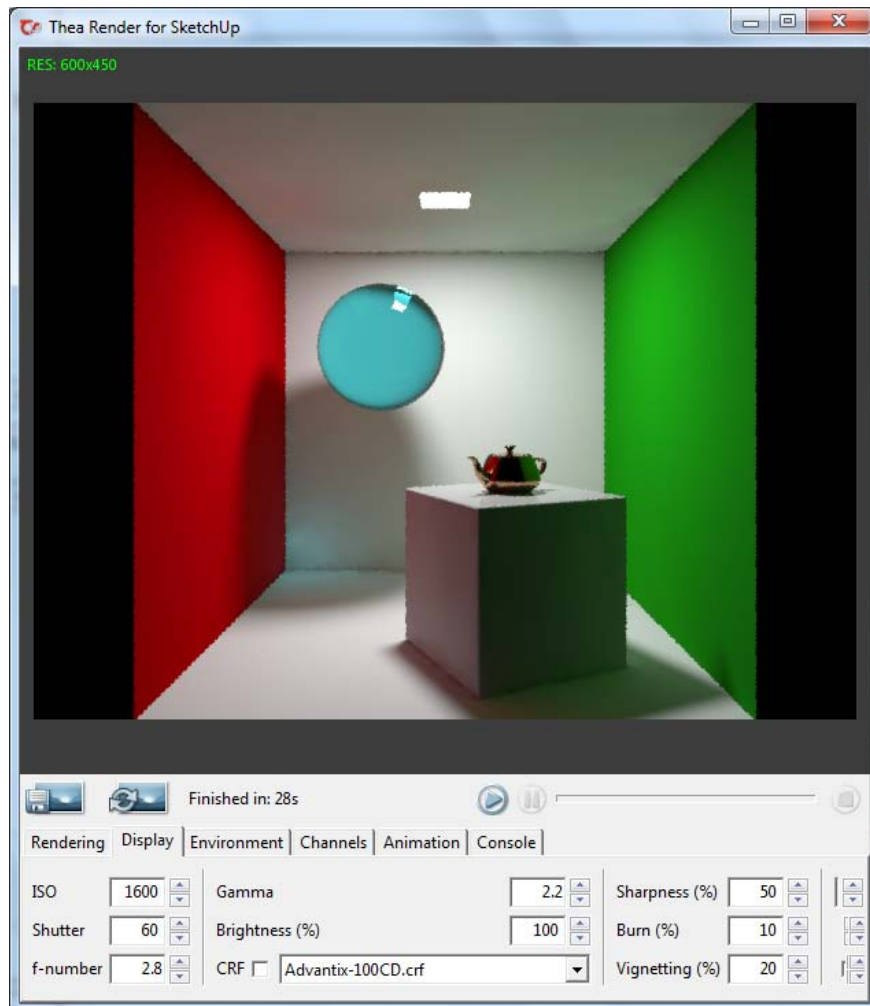 Thea Render for SketchUp
RES: 600x450
Finished in: 28s
Rendering Display Environment Channels Animation Console
ISO 1600 Gamma 2.2 Sharpness (%) 50
Shutter 60 Brightness (%) 100 Burn (%) 10
f-number 2.8 CRF Advantix-100CD.crf Vignetting (%) 20